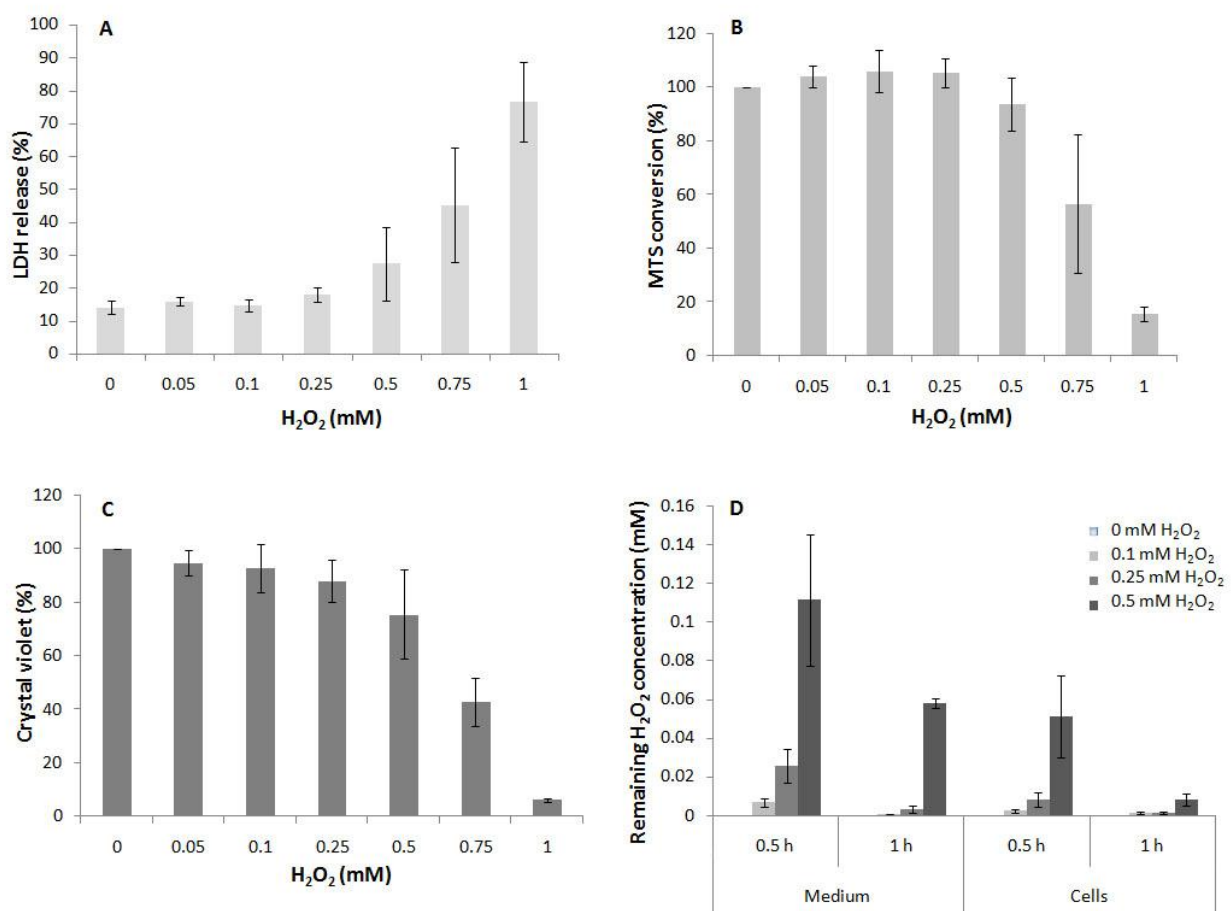 A
LDH release (%)
100
90
80
70
60
50
40
30
20
10
0
0 0.05 0.1 0.25 0.5 0.75 1
H₂O₂ (mM)
B
MTS conversion (%)
120
100
80
60
40
20
0
0 0.05 0.1 0.25 0.5 0.75 1
H₂O₂ (mM)
C
Crystal violet (%)
120
100
80
60
40
20
0
0 0.05 0.1 0.25 0.5 0.75 1
H₂O₂ (mM)
D
Remaining H₂O₂ concentration (mM)
0.16
0.14
0.12
0.1
0.08
0.06
0.04
0.02
0
0 mM H₂O₂
0.1 mM H₂O₂
0.25 mM H₂O₂
0.5 mM H₂O₂
0.5 h 1 h 0.5 h 1 h
Medium Cells